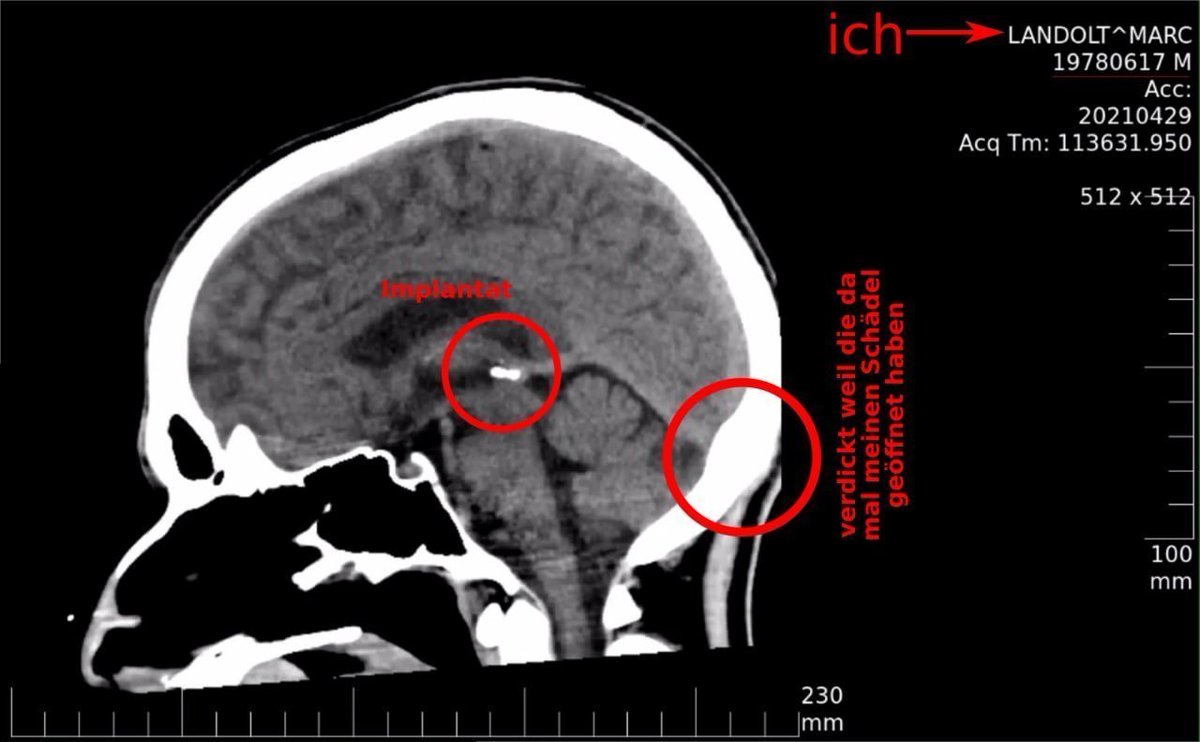 ich
LANDOLT^MARC
19780617 M
Acc:
20210429
Acq Tm: 113631.950
512 x 512
Implantat
verdickt weil die da
mal meinen Schädel
geöffnet haben
100
mm
230
mm